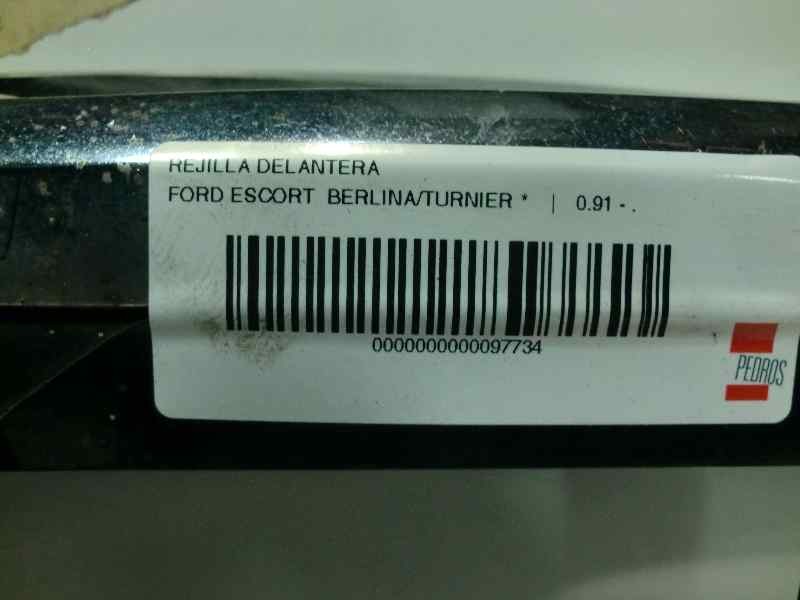 REJILLA DELANTERA
FORD ESCORT BERLINA/TURNIER * | 0.91 - .
0000000000097734
PEDROS